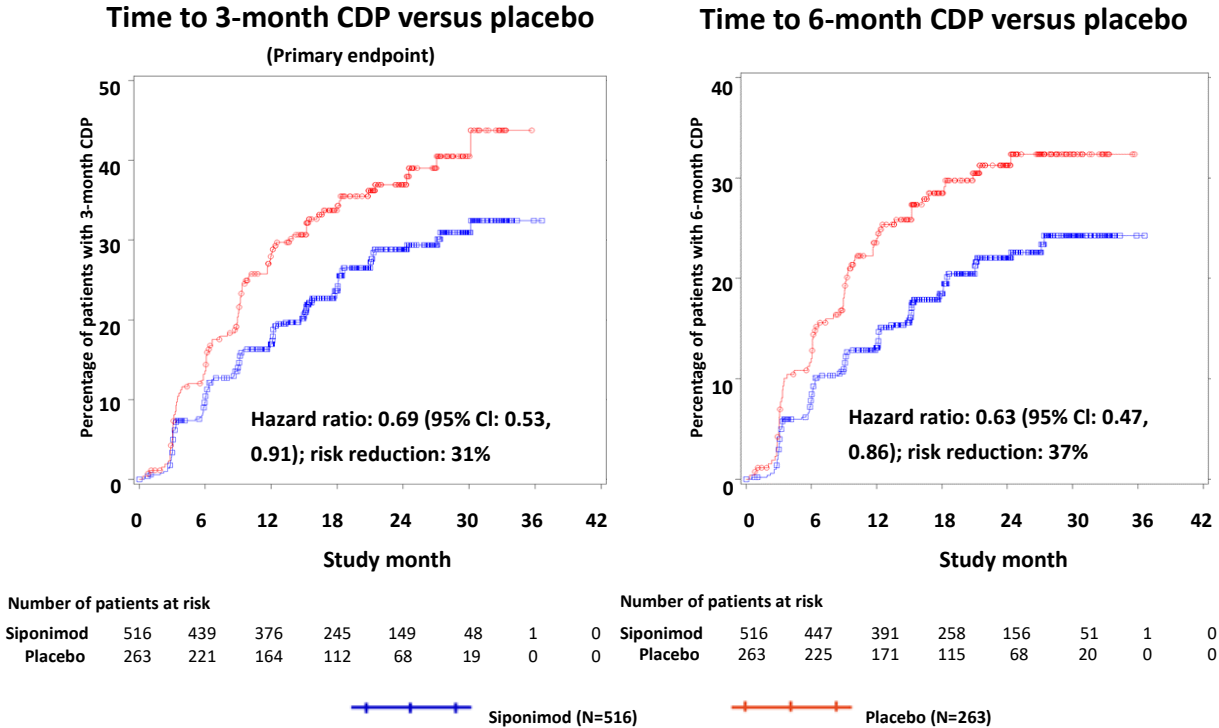 Time to 3-month CDP versus placebo
(Primary endpoint)
Percentage of patients with 3-month CDP
50
40
30
20
10
0
Hazard ratio: 0.69 (95% CI: 0.53,
0.91); risk reduction: 31%
0 6 12 18 24 30 36 42
Study month
Number of patients at risk
Siponimod 516 439 376 245 149 48 1 0
Placebo 263 221 164 112 68 19 0 0
Time to 6-month CDP versus placebo
Percentage of patients with 6-month CDP
40
30
20
10
0
Hazard ratio: 0.63 (95% CI: 0.47,
0.86); risk reduction: 37%
0 6 12 18 24 30 36 42
Study month
Number of patients at risk
Siponimod 516 447 391 258 156 51 1 0
Placebo 263 225 171 115 68 20 0 0
Siponimod (N=516)
Placebo (N=263)